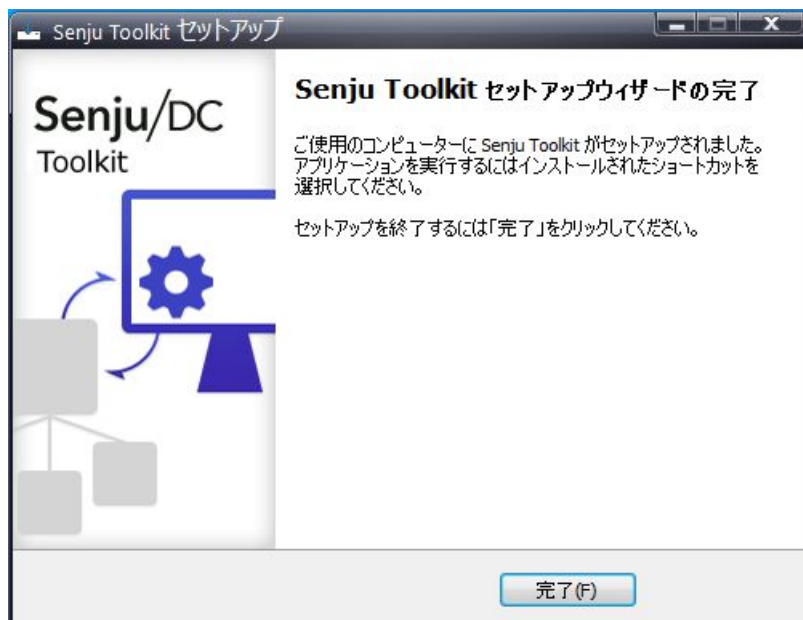 Senju Toolkit セットアップ
Senju/DC
Toolkit
Senju Toolkit セットアップウィザードの完了
ご使用のコンピューターに Senju Toolkit がセットアップされました。
アプリケーションを実行するにはインストールされたショートカットを
選択してください。
セットアップを終了するには「完了」をクリックしてください。
完了(F)